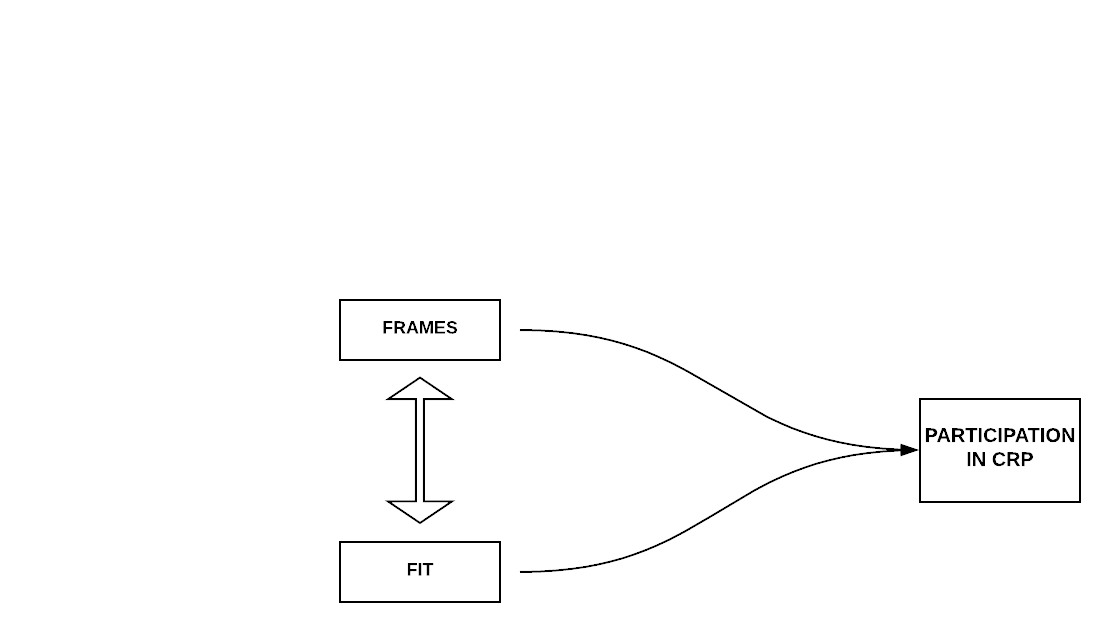 FRAMES
PARTICIPATION
IN CRP
FIT